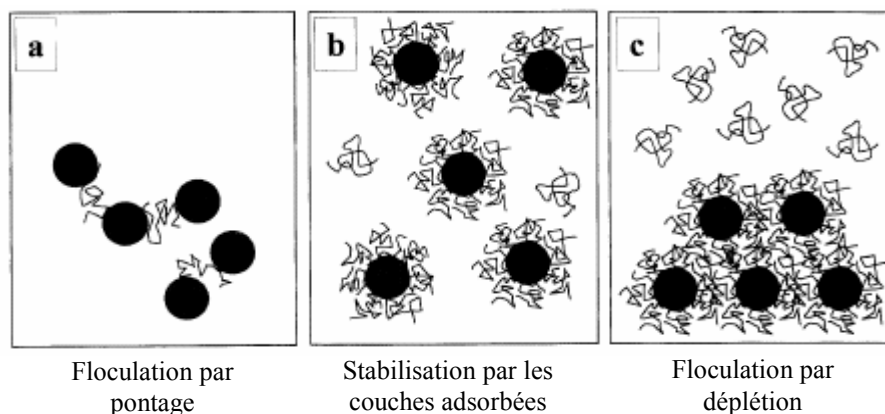 a
b
c
Floculation par
pontage
Stabilisation par les
couches adsorbées
Floculation par
déplétion